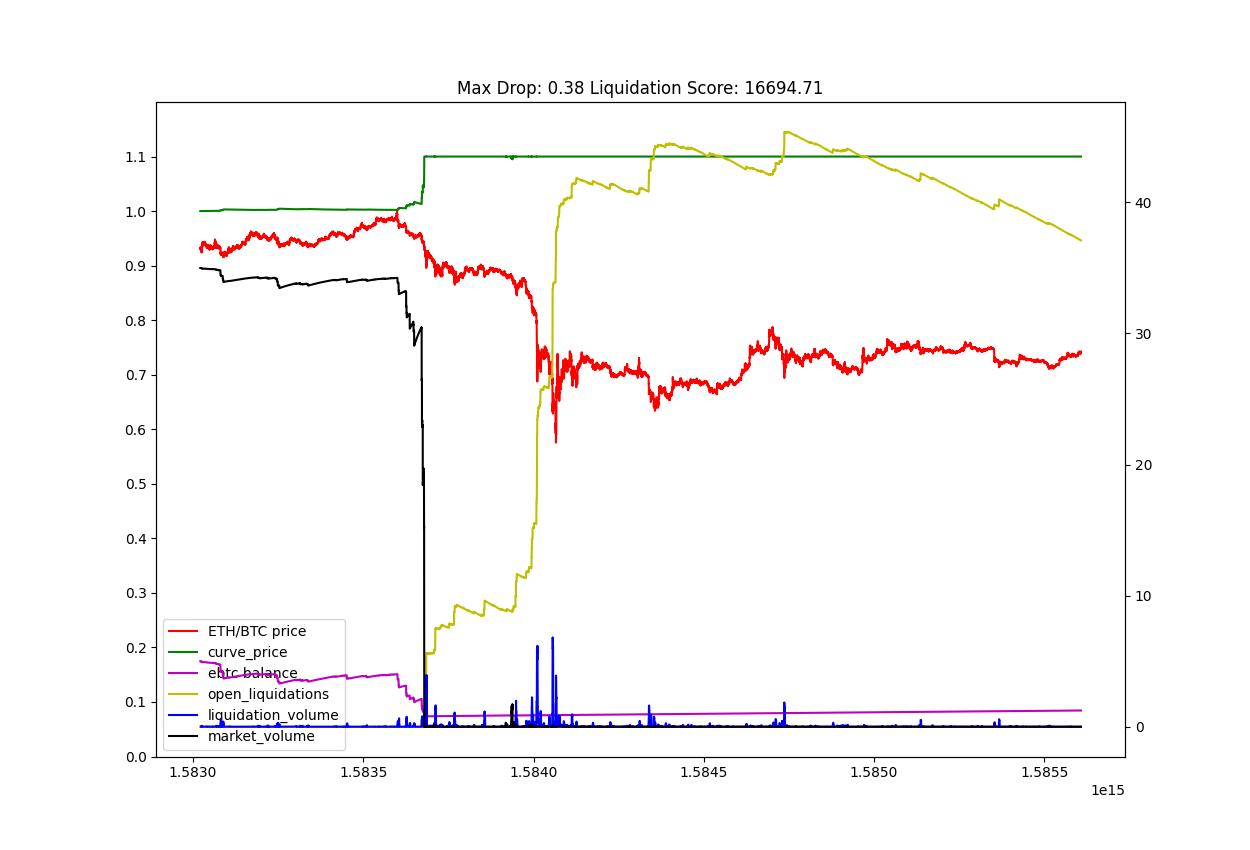 Max Drop: 0.38 Liquidation Score: 16694.71
1.1
1.0
0.9
0.8
0.7
0.6
0.5
0.4
0.3
0.2
0.1
0.0
40
30
20
10
0
ETH/BTC price
curve_price
ebtc balance
open_liquidations
liquidation_volume
market_volume
1.5830 1.5835 1.5840 1.5845 1.5850 1.5855
1e15